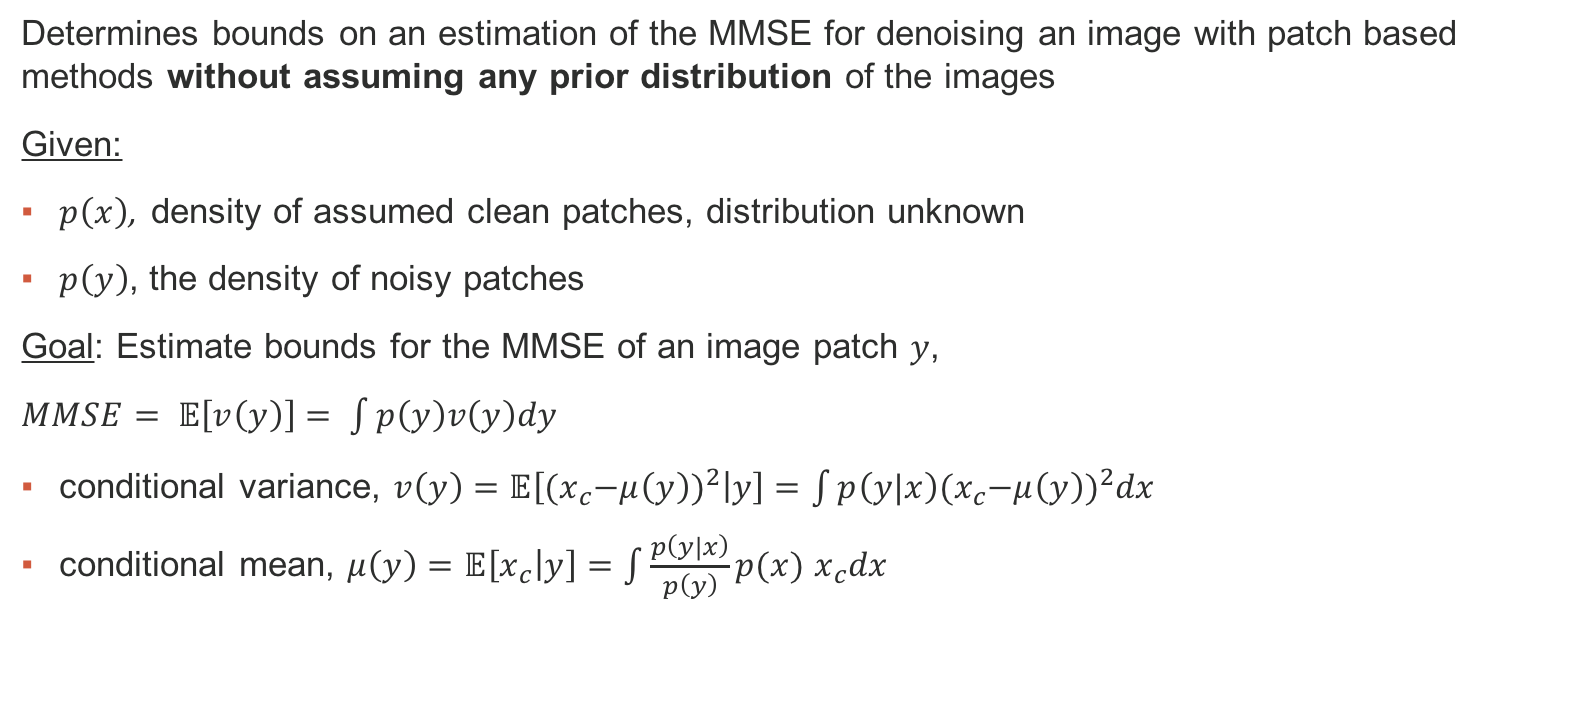 Determines bounds on an estimation of the MMSE for denoising an image with patch based
methods without assuming any prior distribution of the images
Given:
▪ p(x), density of assumed clean patches, distribution unknown
▪ p(y), the density of noisy patches
Goal: Estimate bounds for the MMSE of an image patch y,
MMSE = 𝔼[v(y)] = ∫ p(y)v(y)dy
▪ conditional variance, v(y) = 𝔼[(x_c−μ(y))²|y] = ∫ p(y|x)(x_c−μ(y))²dx
▪ conditional mean, μ(y) = 𝔼[x_c|y] = ∫ \frac{p(y|x)}{p(y)} p(x) x_c dx